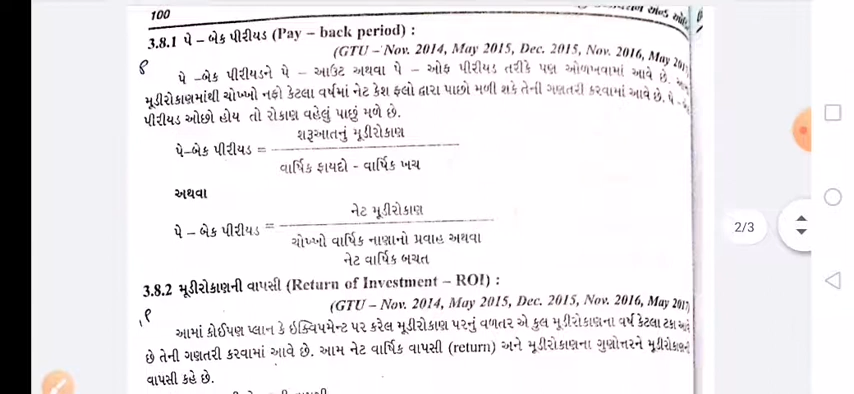 100
3.8.1 પે – બેક પીરીયડ (Pay – back period) :
(GTU – Nov. 2014, May 2015, Dec. 2015, Nov. 2016, May 201
પે –બેક પીરીયડને પે – આઉટ અથવા પે – ઓફ પીરીયડ તરીકે પણ ઓળખવામાં આવે છે.
મૂડીરોકાણમાંથી ચોખ્ખો નફો કેટલા વર્ષમાં નેટ કેશ ફલો દ્વારા પાછો મળી શકે તેની ગણતરી કરવામાં આવે છે. પે –
પીરીયડ ઓછો હોય તો રોકાણ વહેલું પાછું મળે છે.
શરૂઆતનું મૂડીરોકાણ
પે–બેક પીરીયડ =
વાર્ષિક ફાયદો - વાર્ષિક ખચ
અથવા
નેટ મૂડીરોકાણ
પે – બેક પીરીયડ =
ચોખ્ખો વાર્ષિક નાણાનો પ્રવાહ અથવા
નેટ વાર્ષિક બચત
3.8.2 મૂડીરોકાણની વાપસી (Return of Investment – ROI) :
(GTU – Nov. 2014, May 2015, Dec. 2015, Nov. 2016, May 2017)
આમાં કોઈપણ પ્લાન કે ઇક્વિપમેન્ટ પર કરેલ મૂડીરોકાણ પરનું વળતર એ કુલ મૂડીરોકાણના વર્ષે કેટલા ટકા આવે
છે તેની ગણતરી કરવામાં આવે છે. આમ નેટ વાર્ષિક વાપસી (return) અને મૂડીરોકાણના ગુણોત્તરને મૂડીરોકાણની
વાપસી કહે છે.
2/3